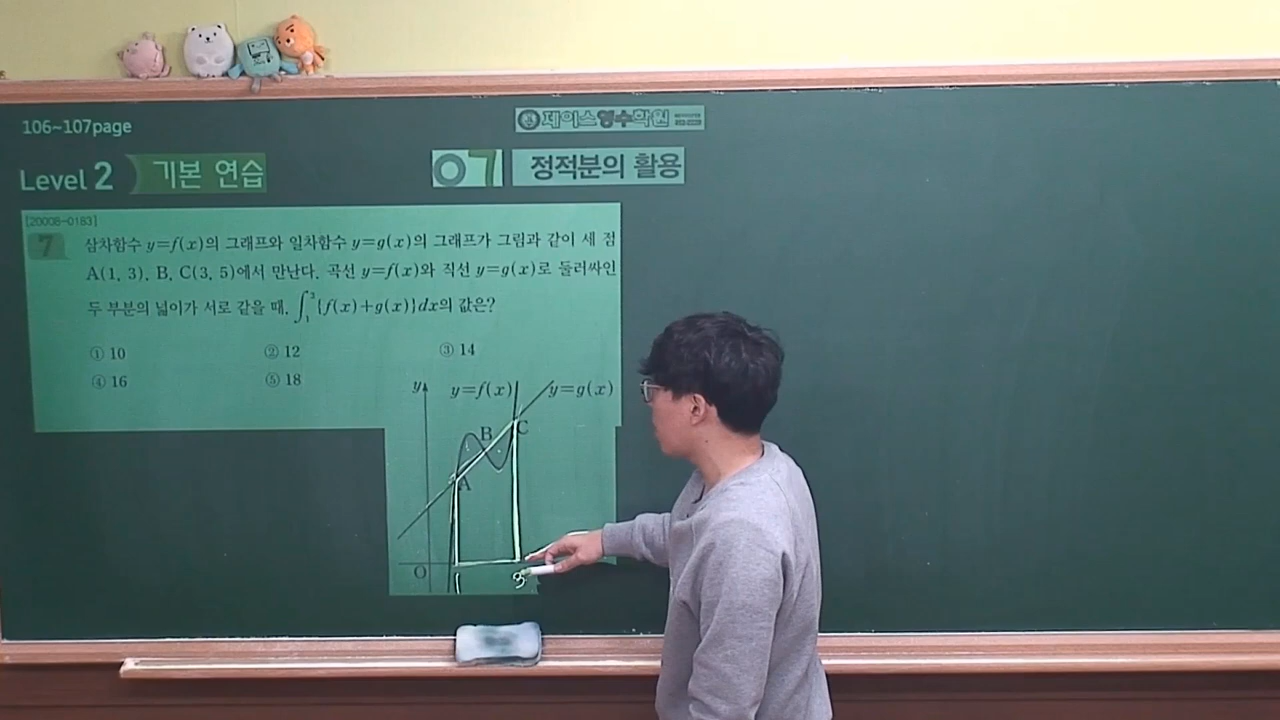 106~107page
페이스영수학원
Level 2 기본 연습
07 정적분의 활용
[20008-0183]
7 삼차함수 y=f(x)의 그래프와 일차함수 y=g(x)의 그래프가 그림과 같이 세 점
A(1, 3), B, C(3, 5)에서 만난다. 곡선 y=f(x)와 직선 y=g(x)로 둘러싸인
두 부분의 넓이가 서로 같을 때, ∫₁³{f(x)+g(x)}dx의 값은?
① 10 ② 12 ③ 14
④ 16 ⑤ 18
y y=f(x) y=g(x)
B C
A
O
3